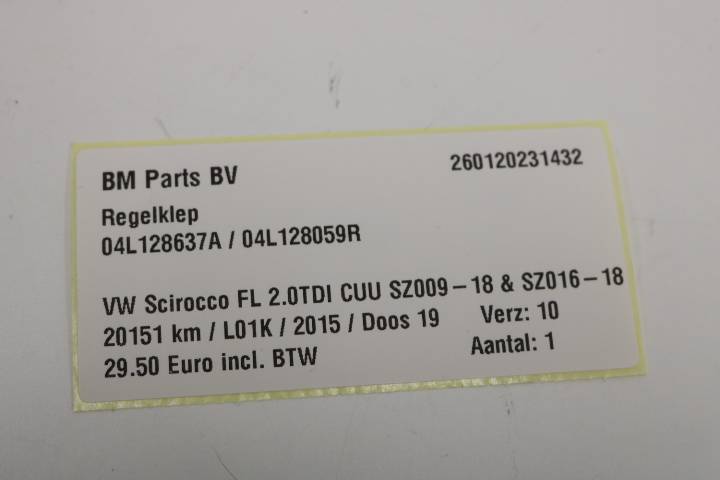 BM Parts BV 260120231432
Regelklep
04L128637A / 04L128059R
VW Scirocco FL 2.0TDI CUU SZ009-18 & SZ016-18
20151 km / L01K / 2015 / Doos 19 Verz: 10
29.50 Euro incl. BTW Aantal: 1